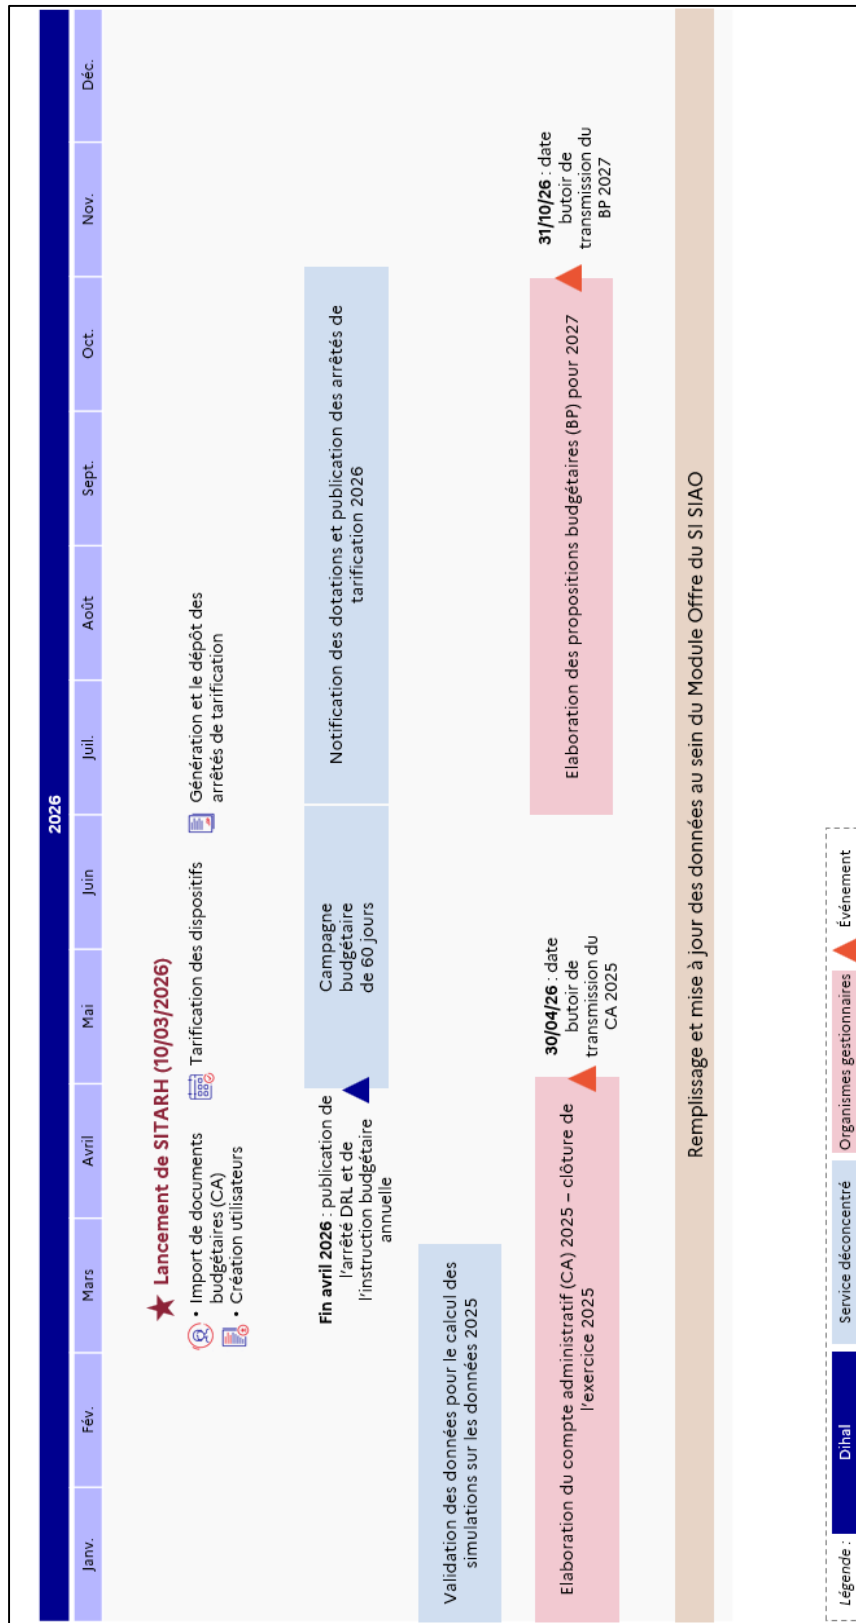 2026
Janv.
Fév.
Mars
Avril
Mai
Juin
Juil.
Août
Sept.
Oct.
Nov.
Déc.
Lancement de SITARH (10/03/2026)
• Import de documents
budgétaires (CA)
• Création utilisateurs
Tarification des dispositifs
Génération et le dépôt des
arrêtés de tarification
Fin avril 2026 : publication de
l'arrêté DRL et de
l'instruction budgétaire
annuelle
Campagne
budgétaire
de 60 jours
Notification des dotations et publication des arrêtés de
tarification 2026
Validation des données pour le calcul des
simulations sur les données 2025
Elaboration du compte administratif (CA) 2025 – clôture de
l'exercice 2025
30/04/26 : date
butoir de
transmission du
CA 2025
Elaboration des propositions budgétaires (BP) pour 2027
31/10/26 : date
butoir de
transmission du
BP 2027
Remplissage et mise à jour des données au sein du Module Offre du SI SIAO
Légende :
Dihal
Service déconcentré
Organismes gestionnaires
Événement